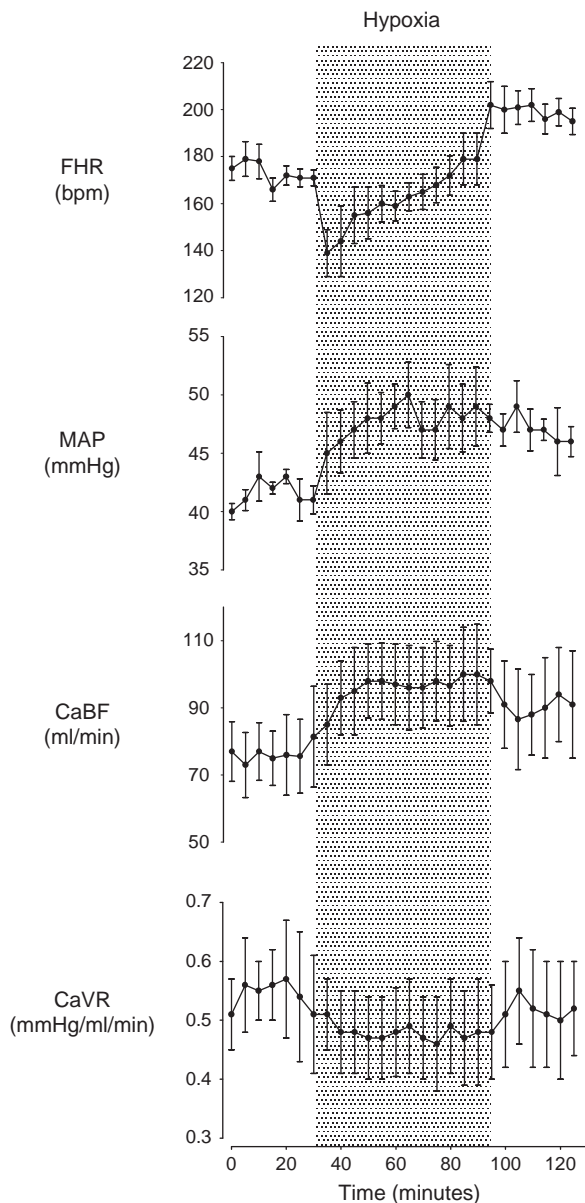 Hypoxia
220
200
180
160
140
120
FHR
(bpm)
55
50
45
40
35
MAP
(mmHg)
110
90
70
50
CaBF
(ml/min)
0.7
0.6
0.5
0.4
0.3
CaVR
(mmHg/ml/min)
0 20 40 60 80 100 120
Time (minutes)